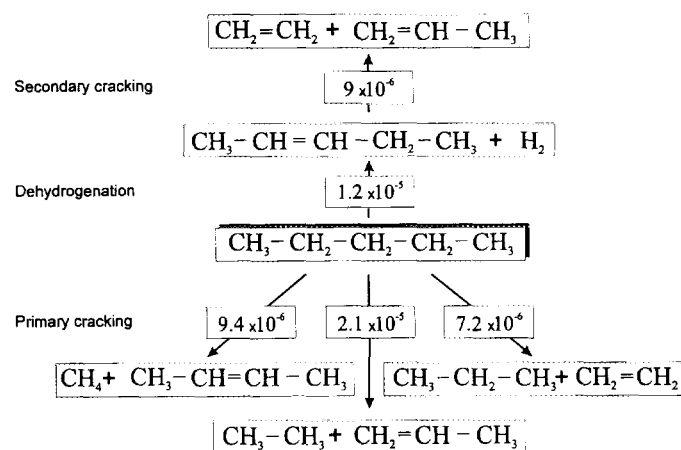 CH₂=CH₂ + CH₂=CH – CH₃
Secondary cracking
9 x10⁻⁶
CH₃– CH = CH – CH₂– CH₃ + H₂
Dehydrogenation
1.2 x10⁻⁵
CH₃– CH₂– CH₂– CH₂– CH₃
Primary cracking
9.4 x10⁻⁶ 2.1 x10⁻⁵ 7.2 x10⁻⁶
CH₄+ CH₃– CH=CH – CH₃ CH₃– CH₂– CH₃+ CH₂=CH₂
CH₃– CH₃+ CH₂=CH – CH₃